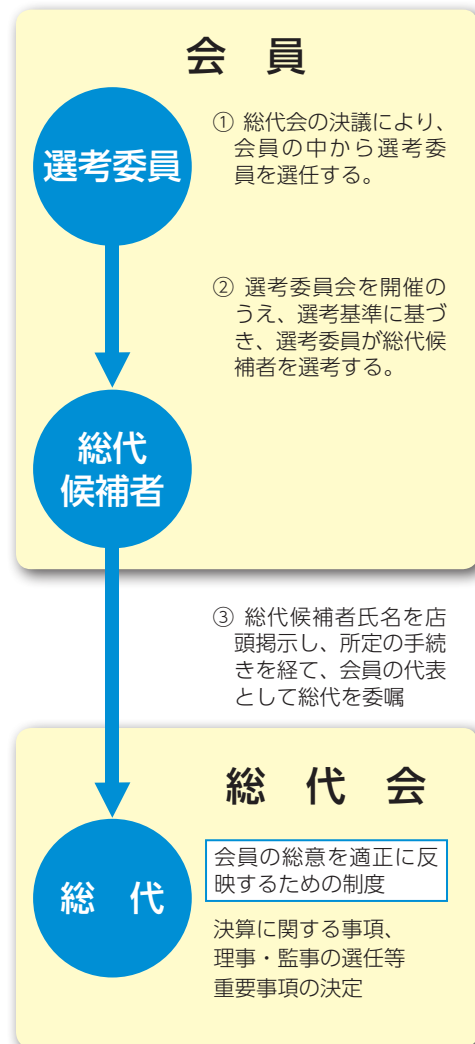 会 員
選考委員
① 総代会の決議により、
会員の中から選考委
員を選任する。
② 選考委員会を開催の
うえ、選考基準に基づ
き、選考委員が総代候
補者を選考する。
総代
候補者
③ 総代候補者氏名を店
頭掲示し、所定の手続
きを経て、会員の代表
として総代を委嘱
総 代 会
総 代
会員の総意を適正に反
映するための制度
決算に関する事項、
理事・監事の選任等
重要事項の決定